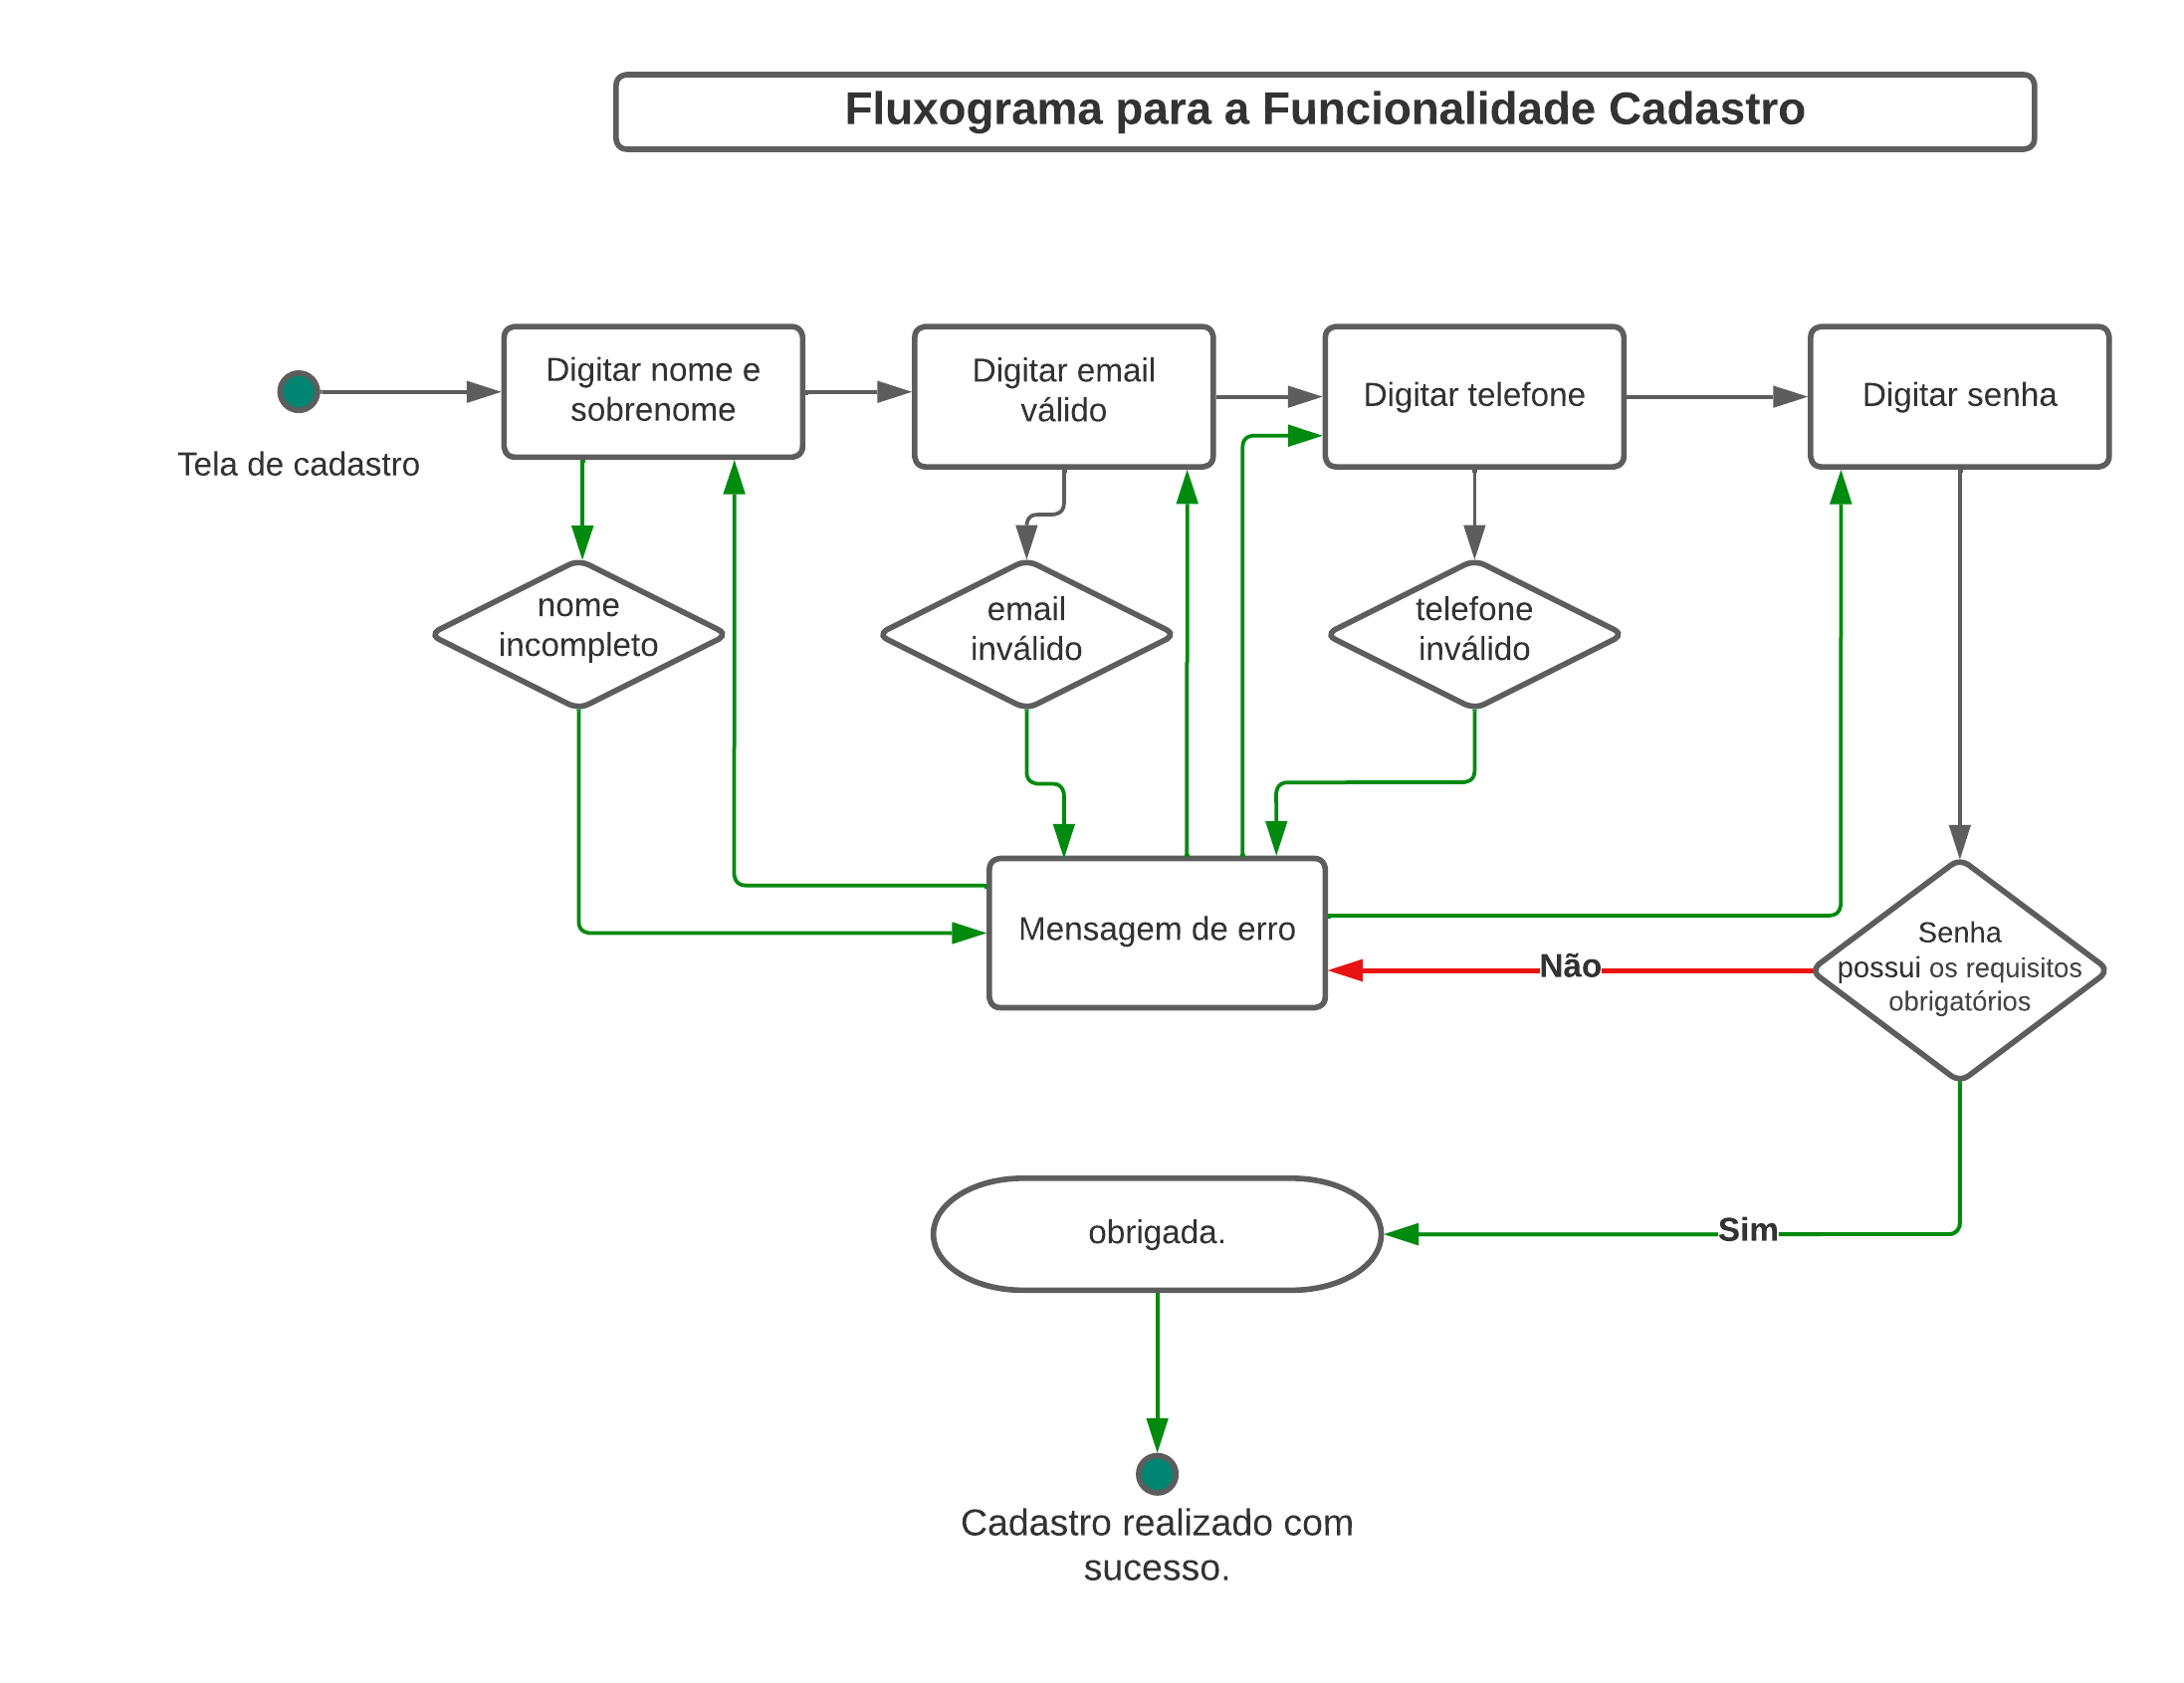 Fluxograma para a Funcionalidade Cadastro
Digitar nome e
sobrenome
Digitar email
válido
Digitar telefone
Digitar senha
Tela de cadastro
nome
incompleto
email
inválido
telefone
inválido
Mensagem de erro
Não
Senha
possui os requisitos
obrigatórios
obrigada.
Sim
Cadastro realizado com
sucesso.